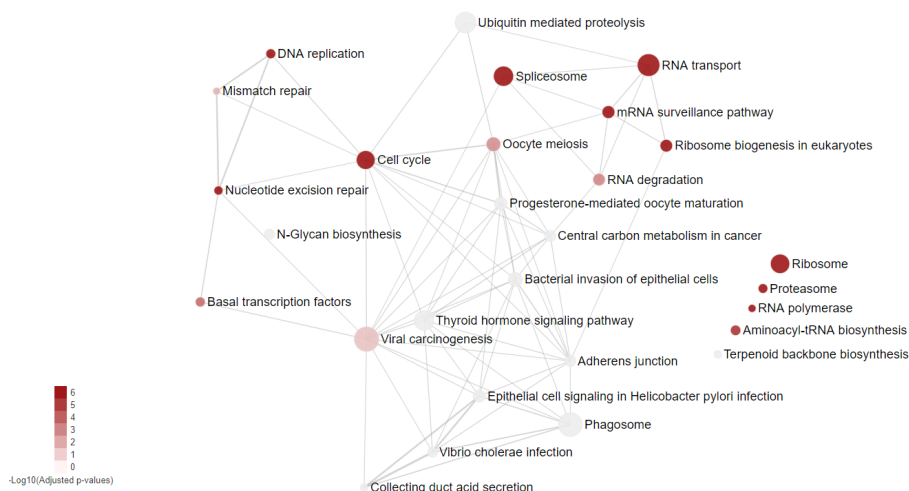 Ubiquitin mediated proteolysis
DNA replication
RNA transport
Spliceosome
Mismatch repair
mRNA surveillance pathway
Oocyte meiosis
Ribosome biogenesis in eukaryotes
Cell cycle
RNA degradation
Nucleotide excision repair
Progesterone-mediated oocyte maturation
N-Glycan biosynthesis
Central carbon metabolism in cancer
Ribosome
Bacterial invasion of epithelial cells
Proteasome
Basal transcription factors
RNA polymerase
Thyroid hormone signaling pathway
Aminoacyl-tRNA biosynthesis
Viral carcinogenesis
Terpenoid backbone biosynthesis
Adherens junction
Epithelial cell signaling in Helicobacter pylori infection
Phagosome
Vibrio cholerae infection
Collecting duct acid secretion
6
5
4
3
2
1
0
-Log10(Adjusted p-values)